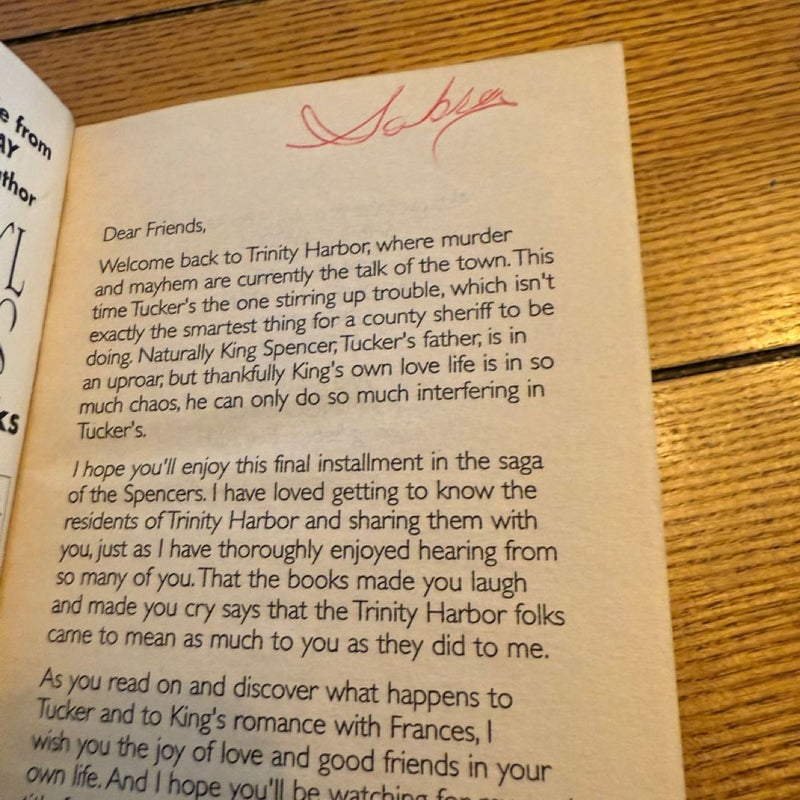 e from
AY
thor
KS
Sabra
Dear Friends,
Welcome back to Trinity Harbor, where murder
and mayhem are currently the talk of the town. This
time Tucker's the one stirring up trouble, which isn't
exactly the smartest thing for a county sheriff to be
doing. Naturally King Spencer, Tucker's father, is in
an uproar, but thankfully King's own love life is in so
much chaos, he can only do so much interfering in
Tucker's.
I hope you'll enjoy this final installment in the saga
of the Spencers. I have loved getting to know the
residents of Trinity Harbor and sharing them with
you, just as I have thoroughly enjoyed hearing from
so many of you. That the books made you laugh
and made you cry says that the Trinity Harbor folks
came to mean as much to you as they did to me.
As you read on and discover what happens to
Tucker and to King's romance with Frances, I
wish you the joy of love and good friends in your
own life. And I hope you'll be watching for